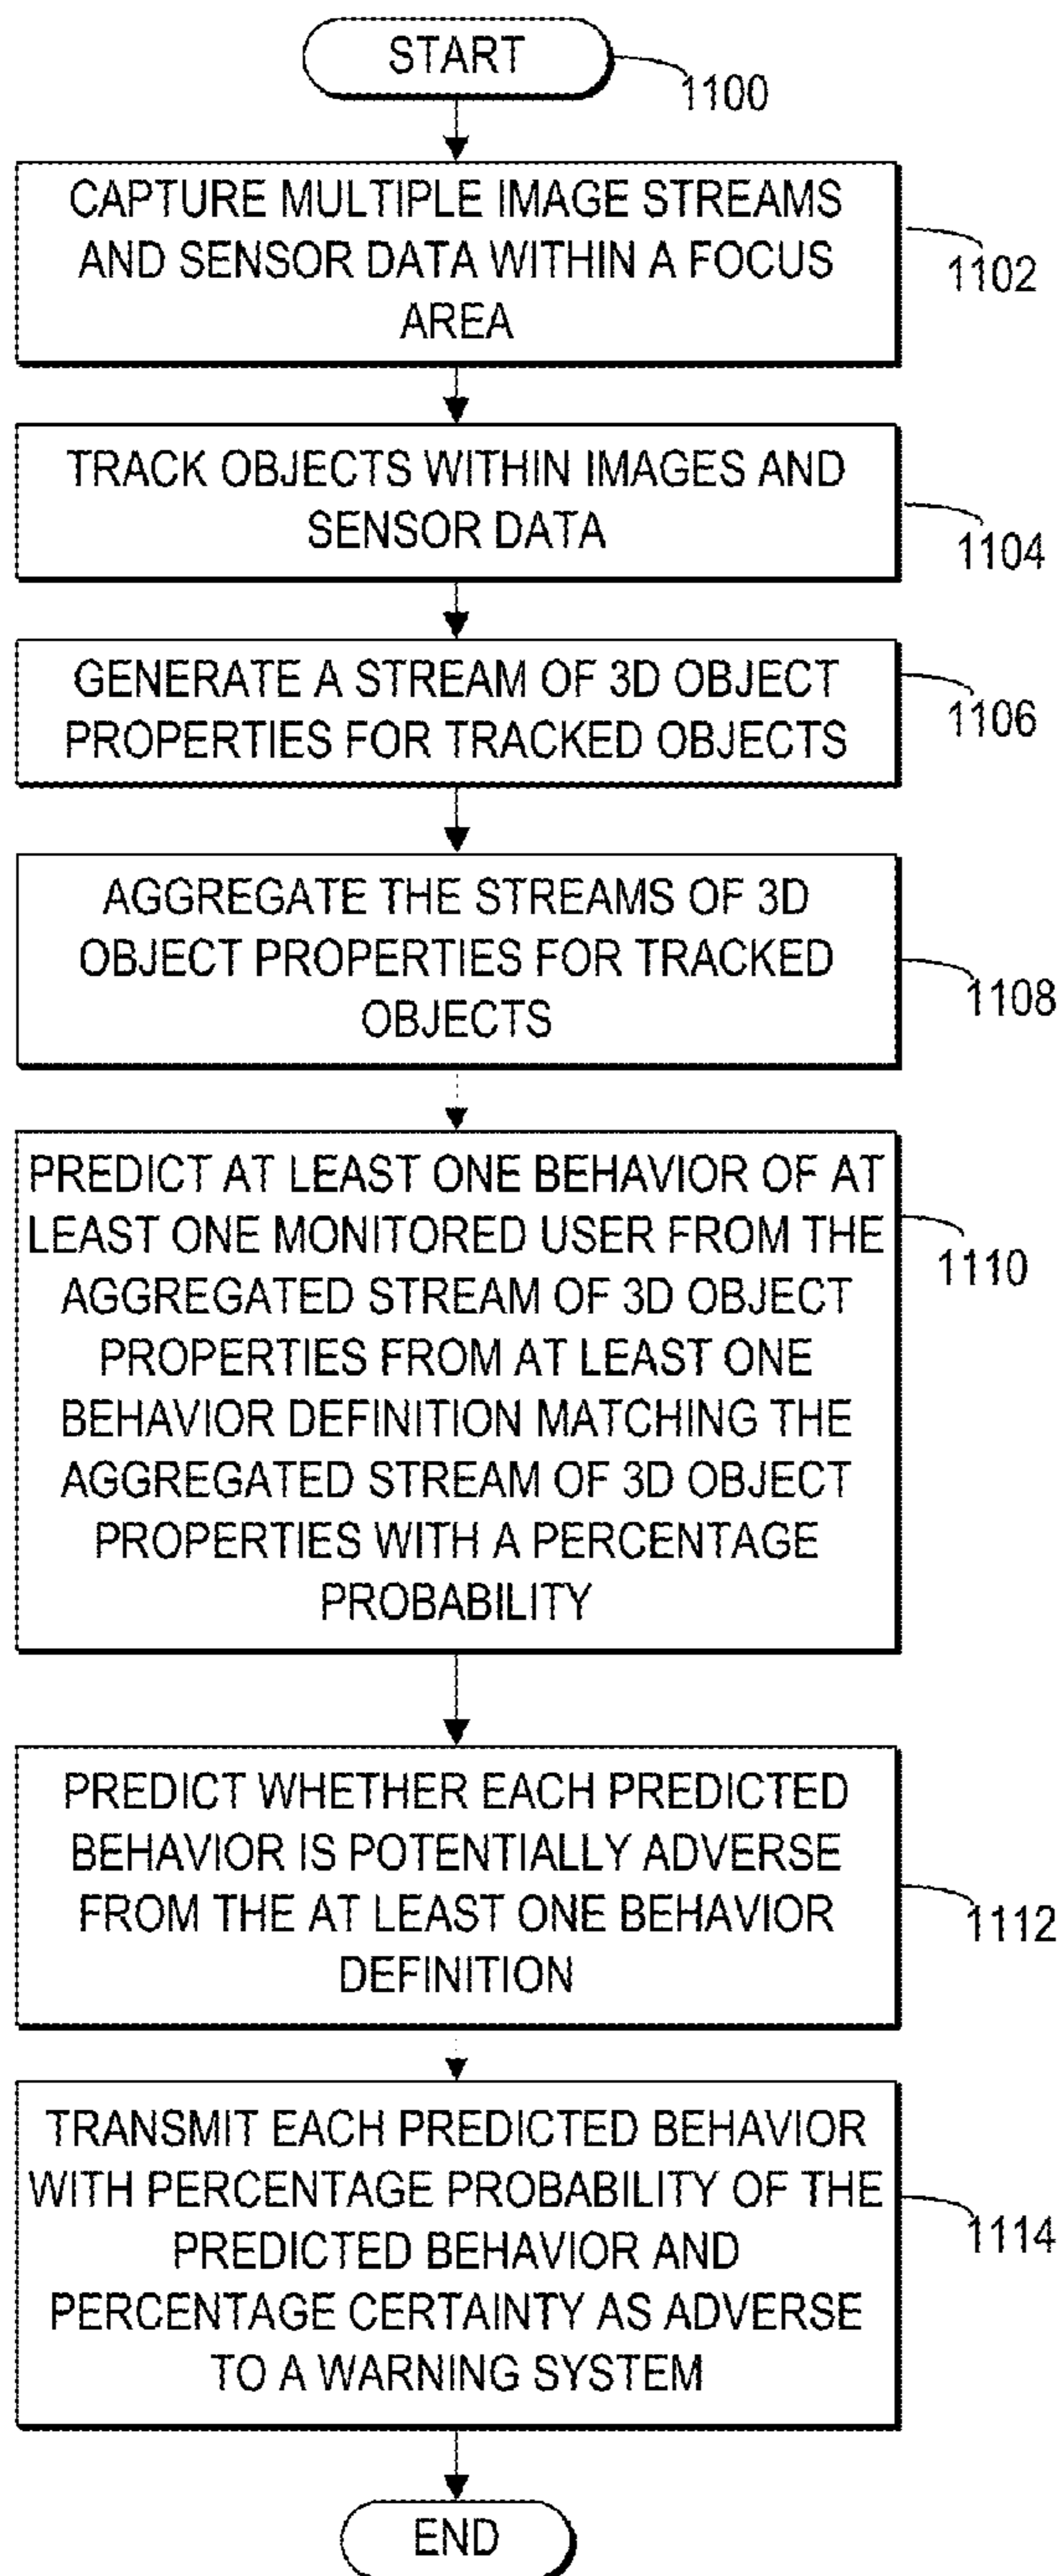 START
1100
CAPTURE MULTIPLE IMAGE STREAMS
AND SENSOR DATA WITHIN A FOCUS
AREA
1102
TRACK OBJECTS WITHIN IMAGES AND
SENSOR DATA
1104
GENERATE A STREAM OF 3D OBJECT
PROPERTIES FOR TRACKED OBJECTS
1106
AGGREGATE THE STREAMS OF 3D
OBJECT PROPERTIES FOR TRACKED
OBJECTS
1108
PREDICT AT LEAST ONE BEHAVIOR OF AT
LEAST ONE MONITORED USER FROM THE
AGGREGATED STREAM OF 3D OBJECT
PROPERTIES FROM AT LEAST ONE
BEHAVIOR DEFINITION MATCHING THE
AGGREGATED STREAM OF 3D OBJECT
PROPERTIES WITH A PERCENTAGE
PROBABILITY
1110
PREDICT WHETHER EACH PREDICTED
BEHAVIOR IS POTENTIALLY ADVERSE
FROM THE AT LEAST ONE BEHAVIOR
DEFINITION
1112
TRANSMIT EACH PREDICTED BEHAVIOR
WITH PERCENTAGE PROBABILITY OF THE
PREDICTED BEHAVIOR AND
PERCENTAGE CERTAINTY AS ADVERSE
TO A WARNING SYSTEM
1114
END